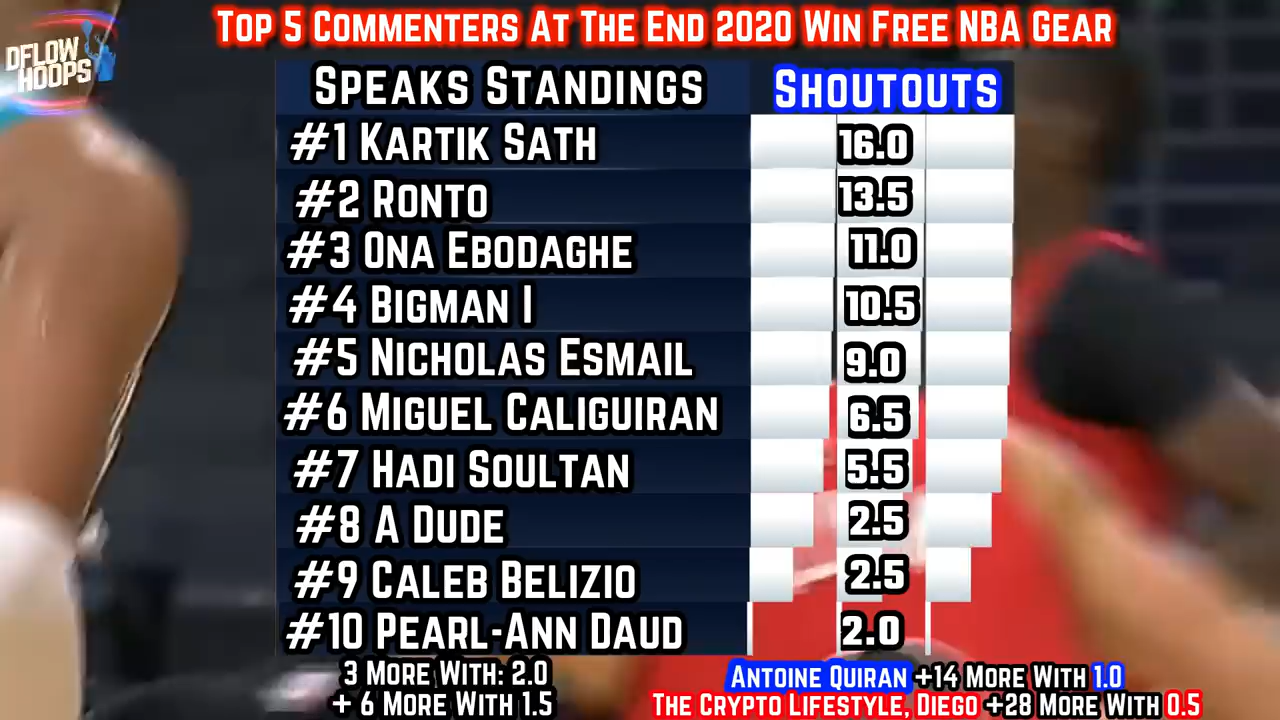 Top 5 Commenters At The End 2020 Win Free NBA Gear
DFLOW
HOOPS
Speaks Standings Shoutouts
#1 Kartik Sath 16.0
#2 Ronto 13.5
#3 Ona Ebodaghe 11.0
#4 Bigman I 10.5
#5 Nicholas Esmail 9.0
#6 Miguel Caliguiran 6.5
#7 Hadi Soultan 5.5
#8 A Dude 2.5
#9 Caleb Belizio 2.5
#10 Pearl-Ann Daud 2.0
3 More With: 2.0
+ 6 More With 1.5
Antoine Quiran +14 More With 1.0
The Crypto Lifestyle, Diego +28 More With 0.5